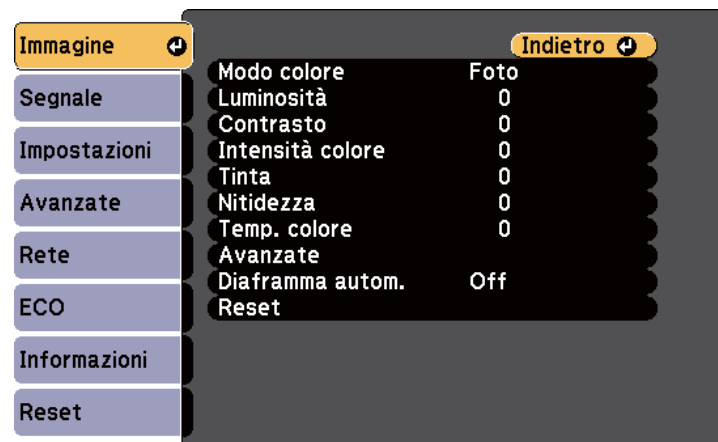 Immagine
Segnale
Impostazioni
Avanzate
Rete
ECO
Informazioni
Reset
Indietro
Modo colore Foto
Luminosità 0
Contrasto 0
Intensità colore 0
Tinta 0
Nitidezza 0
Temp. colore 0
Avanzate
Diaframma autom. Off
Reset